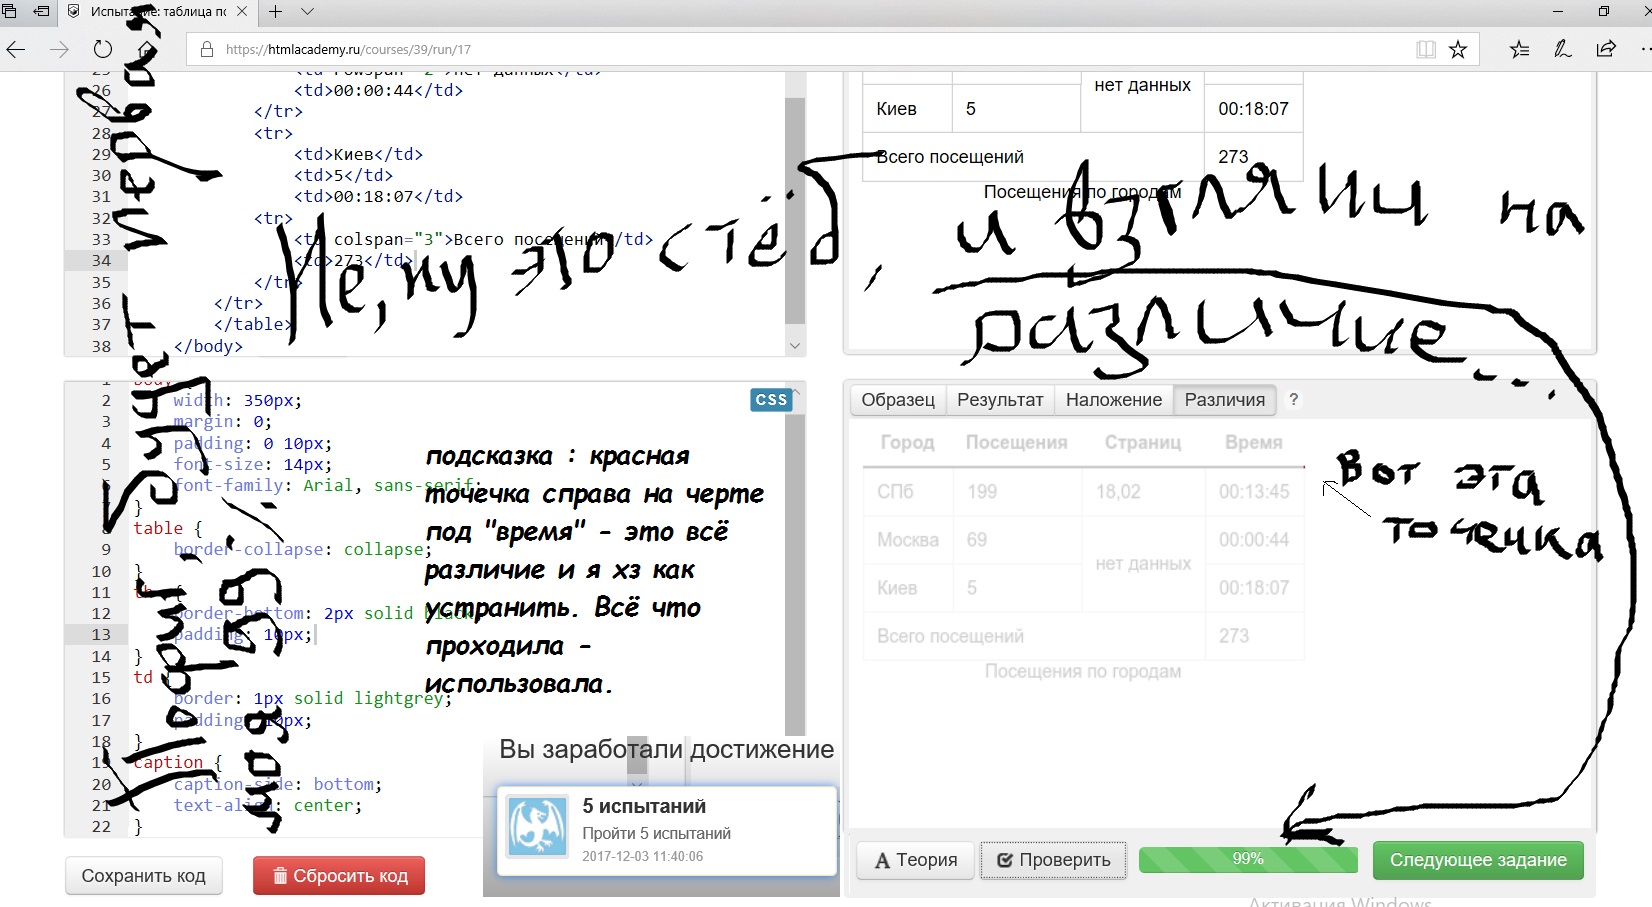 Испытание: таблица по
https://htmlacademy.ru/courses/39/run/17
25 <td rowspan="2">нет данных</td>
26 <td>00:00:44</td>
27 </tr>
28 <tr>
29 <td>Киев</td>
30 <td>5</td>
31 <td>00:18:07</td>
32 <tr>
33 <td colspan="3">Всего посещений</td>
34 <td>273</td>
35 </tr>
36 </tr>
37 </table>
38 </body>
нет данных
Киев 5 00:18:07
Всего посещений 273
Посещения по городам
Не, ну это стёб,
и взгляни на
различие...
1 body {
2 width: 350px;
3 margin: 0;
4 padding: 0 10px;
5 font-size: 14px;
6 font-family: Arial, sans-serif;
7 }
8 table {
9 border-collapse: collapse;
10 }
11 th {
12 border-bottom: 2px solid black
13 padding: 10px;
14 }
15 td {
16 border: 1px solid lightgrey;
17 padding: 10px;
18 }
19 caption {
20 caption-side: bottom;
21 text-align: center;
22 }
CSS
подсказка : красная
точечка справа на черте
под "время" - это всё
различие и я хз как
устранить. Всё что
проходила -
использовала.
Образец Результат Наложение Различия ?
Город Посещения Страниц Время
СПб 199 18,02 00:13:45
Москва 69 нет данных 00:00:44
Киев 5 00:18:07
Всего посещений 273
Посещения по городам
Вот эта
точечка
Вы заработали достижение
5 испытаний
Пройти 5 испытаний
2017-12-03 11:40:06
Сохранить код
Сбросить код
Теория
Проверить
99%
Следующее задание
Активация Windows